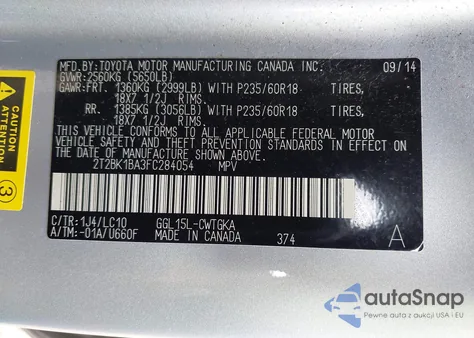 MFD.BY:TOYOTA MOTOR MANUFACTURING CANADA INC. 09/14
GVWR:2560KG (5650LB)
GAWR:FRT. 1360KG (2999LB) WITH P235/60R18 TIRES,
18X7 1/2J RIMS.
RR. 1385KG (3056LB) WITH P235/60R18 TIRES,
18X7 1/2J RIMS.
THIS VEHICLE CONFORMS TO ALL APPLICABLE FEDERAL MOTOR
VEHICLE SAFETY AND THEFT PREVENTION STANDARDS IN EFFECT
ON THE DATE OF MANUFACTURE SHOWN ABOVE.
2T2BK1BA3FC284054 MPV
C/TR:1J4/LC10 GGL15L-CWTGKA
A/TM:-01A/U660F MADE IN CANADA 374 A
CAUTION
ATTENTION
3
autoSnap
Pewne z aukcji USA i EU